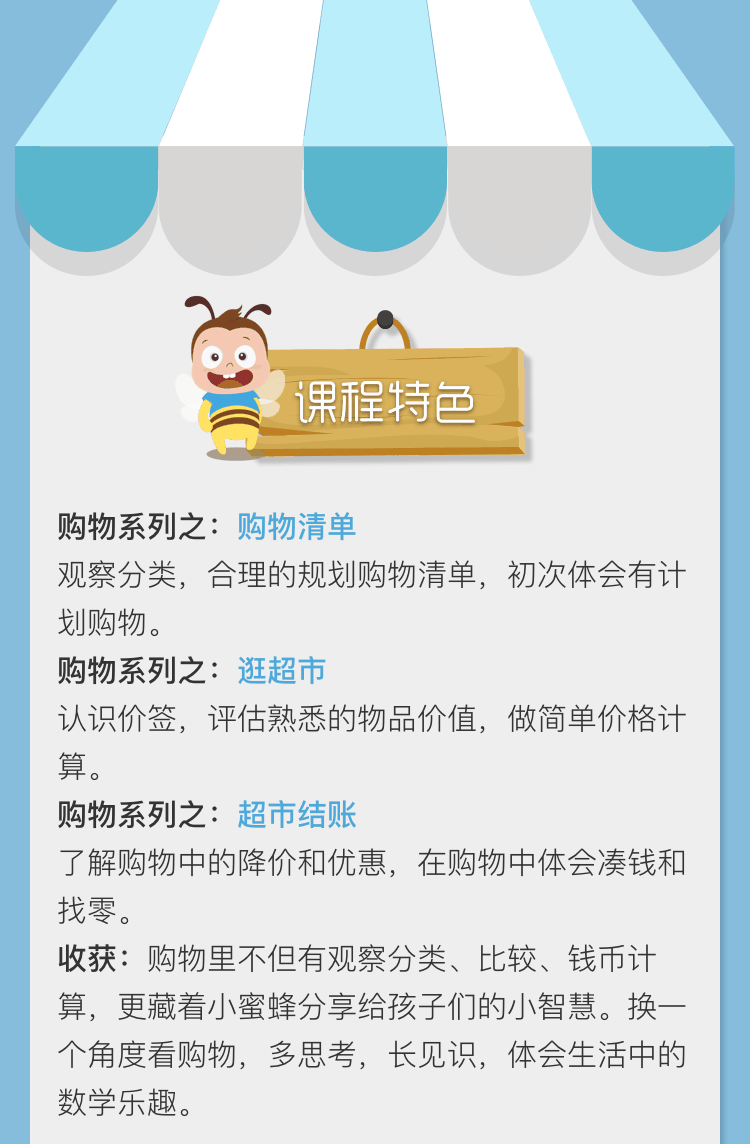 课程特色
购物系列之：购物清单
观察分类，合理的规划购物清单，初次体会有计
划购物。
购物系列之：逛超市
认识价签，评估熟悉的物品价值，做简单价格计
算。
购物系列之：超市结账
了解购物中的降价和优惠，在购物中体会凑钱和
找零。
收获：购物里不但有观察分类、比较、钱币计
算，更藏着小蜜蜂分享给孩子们的小智慧。换一
个角度看购物，多思考，长见识，体会生活中的
数学乐趣。